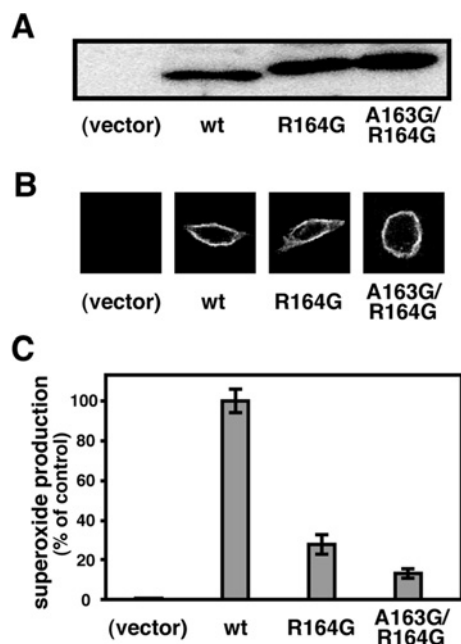 A
(vector) wt R164G A163G/
R164G
B
(vector) wt R164G A163G/
R164G
C
superoxide production
(% of control)
100
80
60
40
20
0
(vector) wt R164G A163G/
R164G